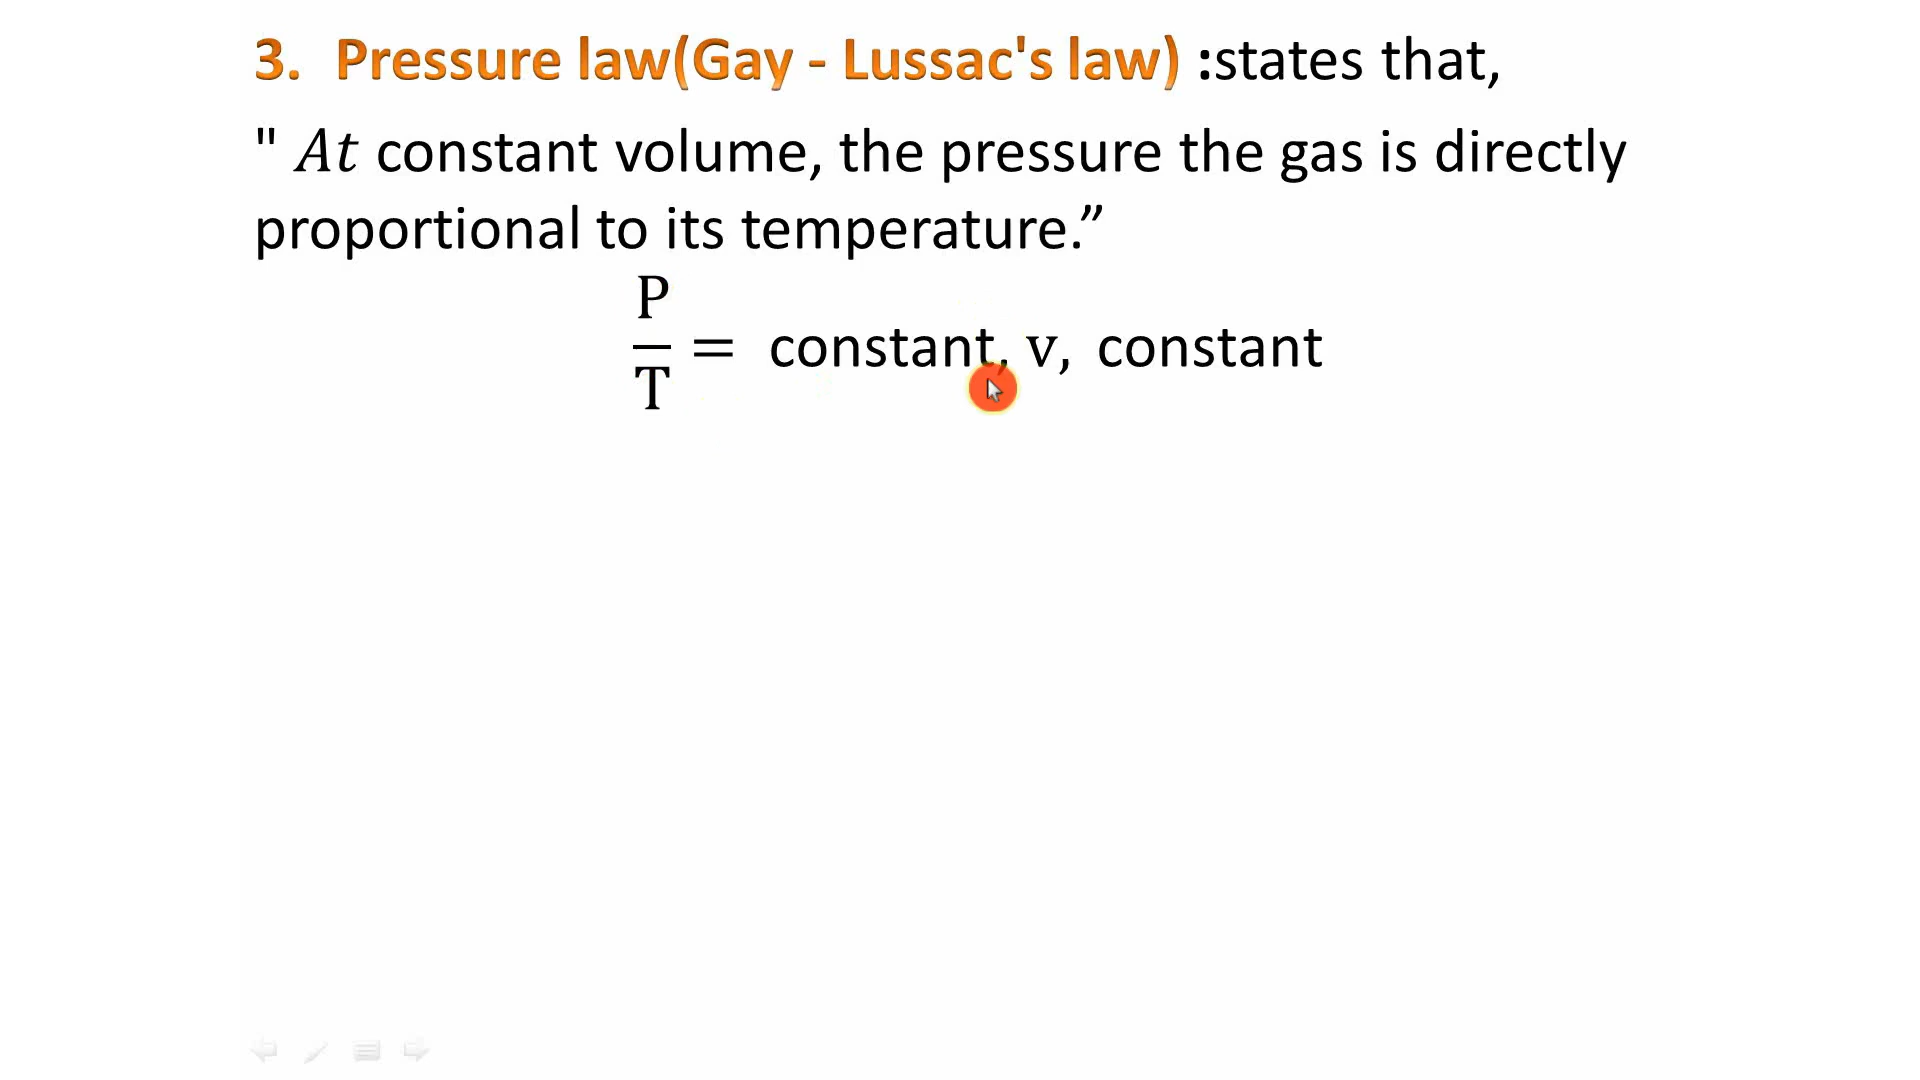 3. Pressure law(Gay - Lussac's law) :states that,
" At constant volume, the pressure the gas is directly
proportional to its temperature.”
P/T = constant, v, constant